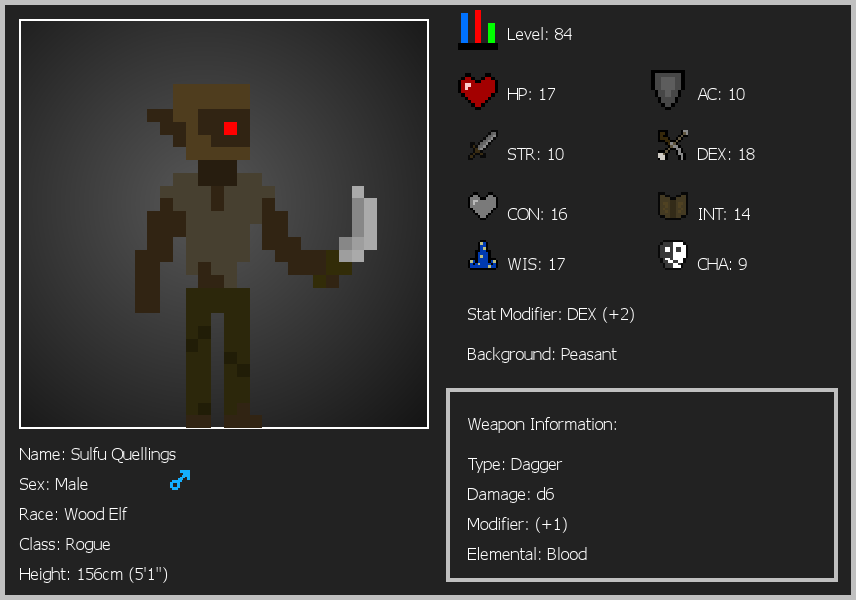 Level: 84
HP: 17
AC: 10
STR: 10
DEX: 18
CON: 16
INT: 14
WIS: 17
CHA: 9
Stat Modifier: DEX (+2)
Background: Peasant
Weapon Information:
Type: Dagger
Damage: d6
Modifier: (+1)
Elemental: Blood
Name: Sulfu Quellings
Sex: Male
Race: Wood Elf
Class: Rogue
Height: 156cm (5'1")